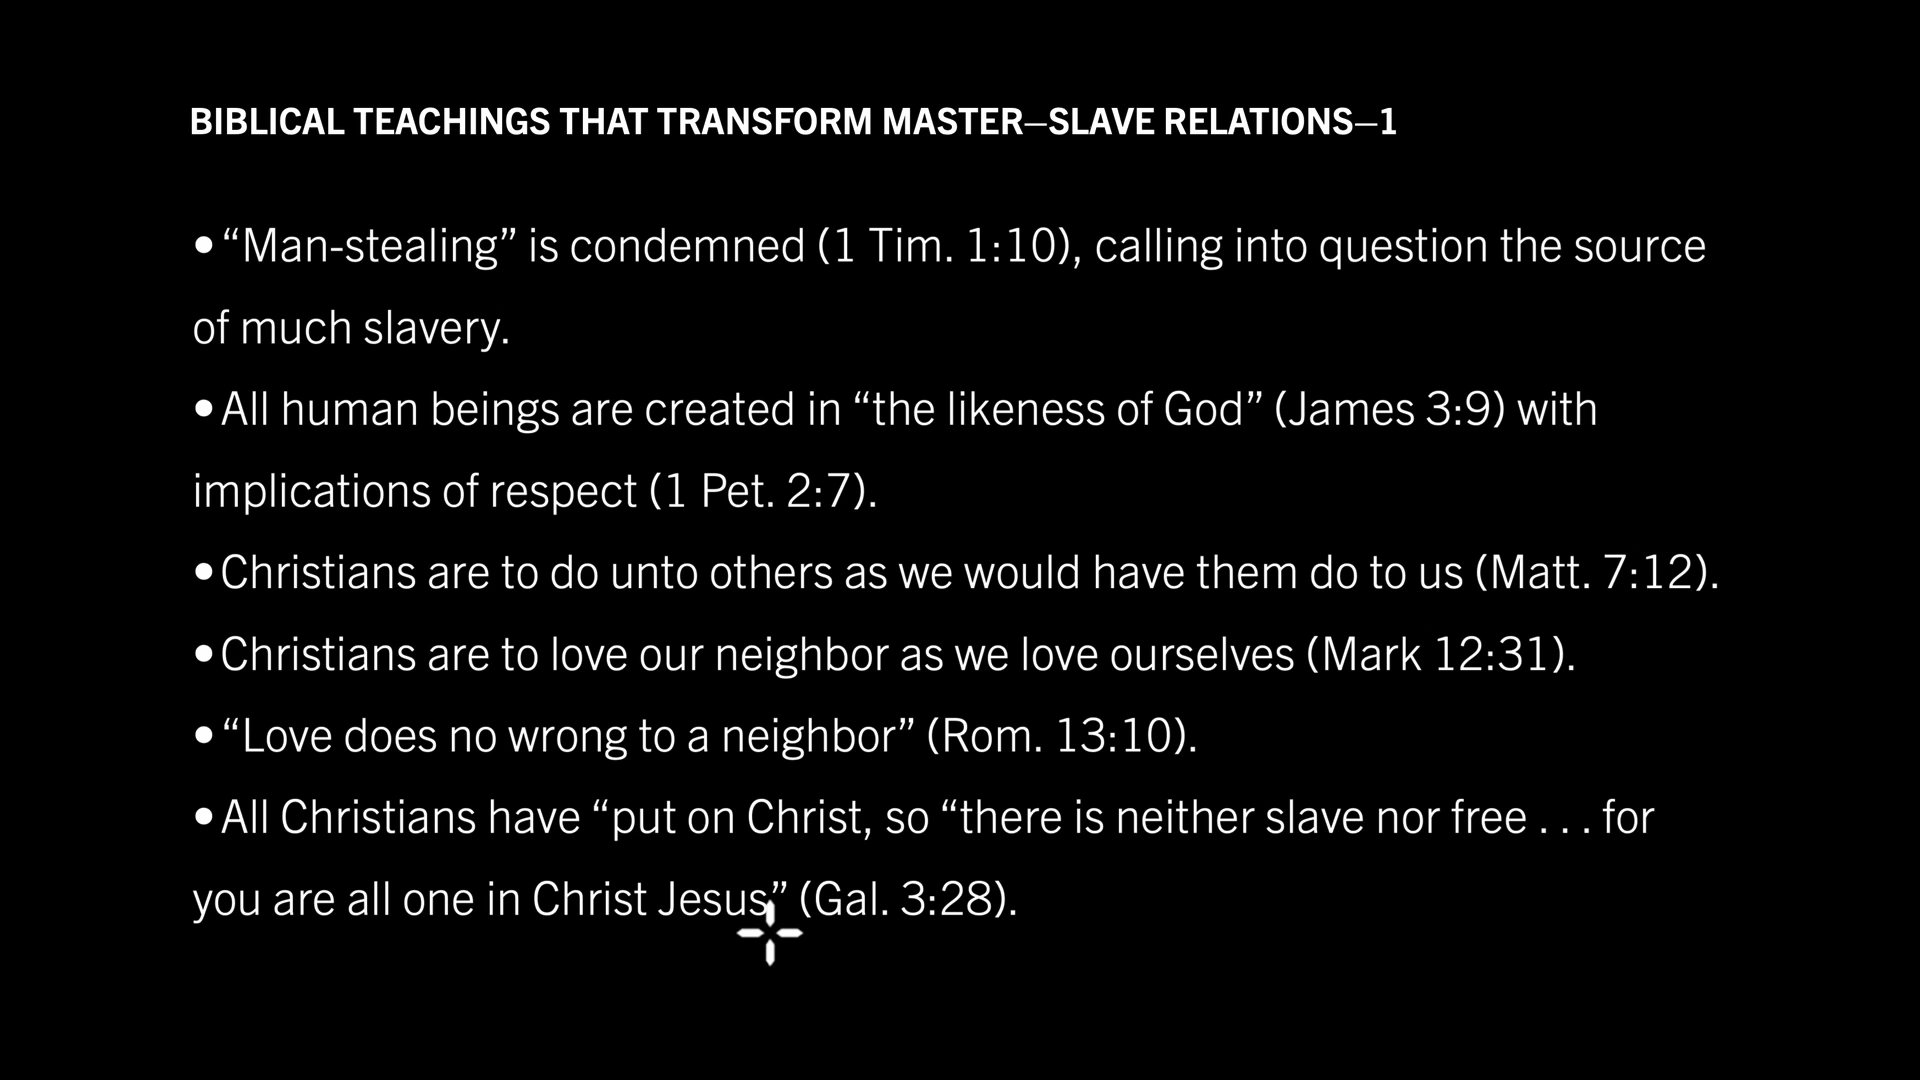 BIBLICAL TEACHINGS THAT TRANSFORM MASTER—SLAVE RELATIONS—1
•“Man-stealing” is condemned (1 Tim. 1:10), calling into question the source
of much slavery.
•All human beings are created in “the likeness of God” (James 3:9) with
implications of respect (1 Pet. 2:7).
•Christians are to do unto others as we would have them do to us (Matt. 7:12).
•Christians are to love our neighbor as we love ourselves (Mark 12:31).
•“Love does no wrong to a neighbor” (Rom. 13:10).
•All Christians have “put on Christ, so “there is neither slave nor free . . . for
you are all one in Christ Jesus” (Gal. 3:28).